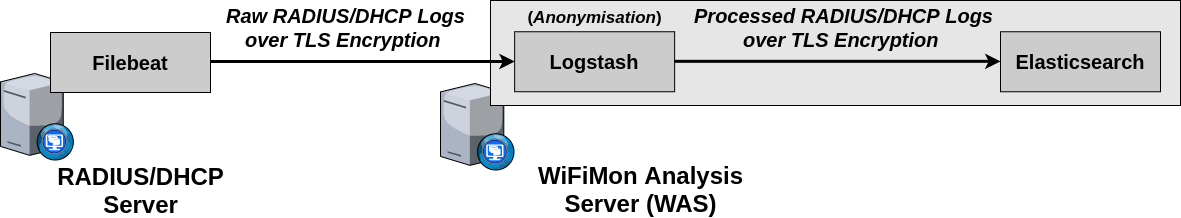 Raw RADIUS/DHCP Logs
over TLS Encryption
(Anonymisation)
Processed RADIUS/DHCP Logs
over TLS Encryption
Filebeat
Logstash
Elasticsearch
RADIUS/DHCP
Server
WiFiMon Analysis
Server (WAS)